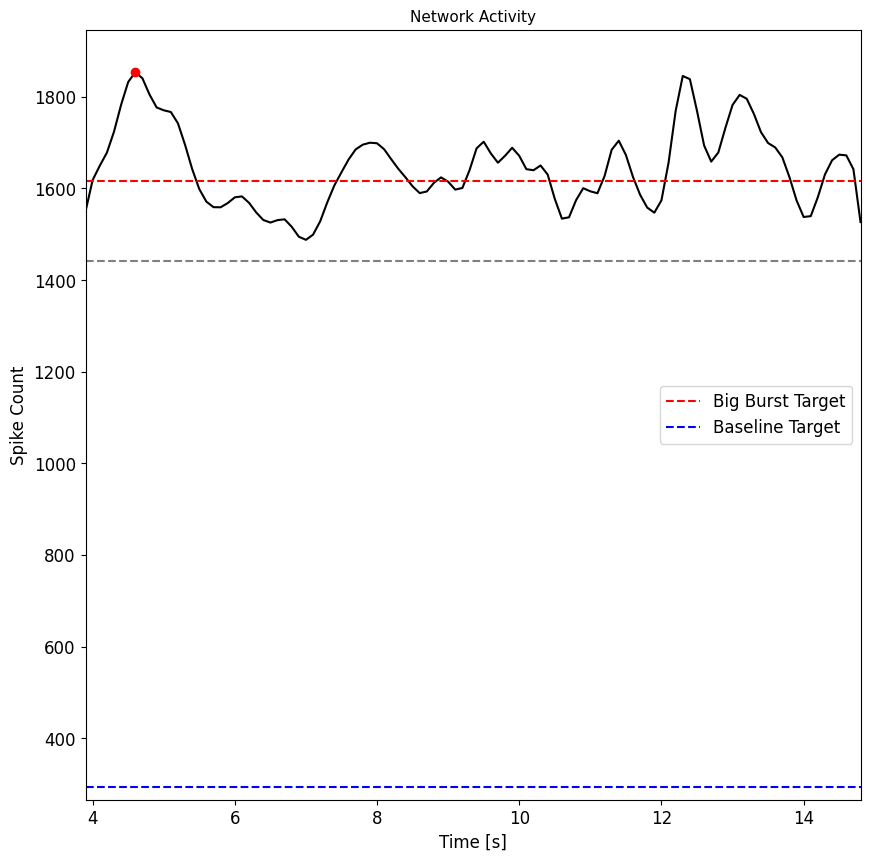 Network Activity
Spike Count
1800
1600
1400
1200
1000
800
600
400
Big Burst Target
Baseline Target
4 6 8 10 12 14
Time [s]